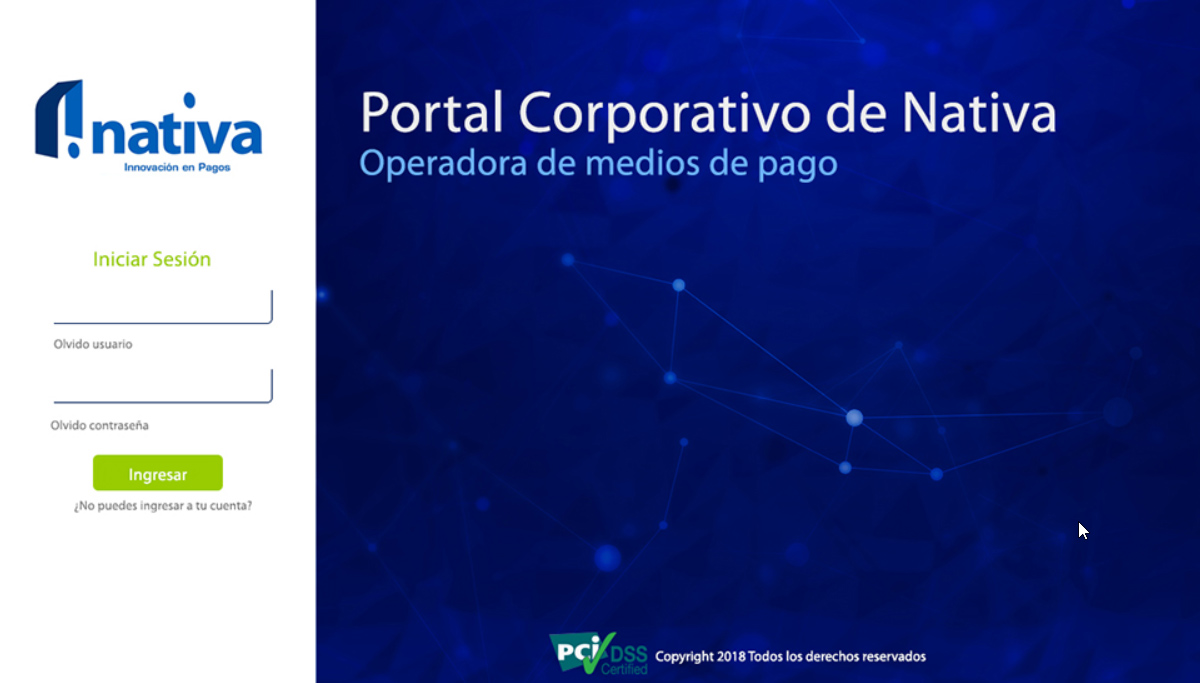 nativa
Innovación en Pagos
Iniciar Sesión
Olvido usuario
Olvido contraseña
Ingresar
¿No puedes ingresar a tu cuenta?
Portal Corporativo de Nativa
Operadora de medios de pago
PCi DSS
Certified
Copyright 2018 Todos los derechos reservados